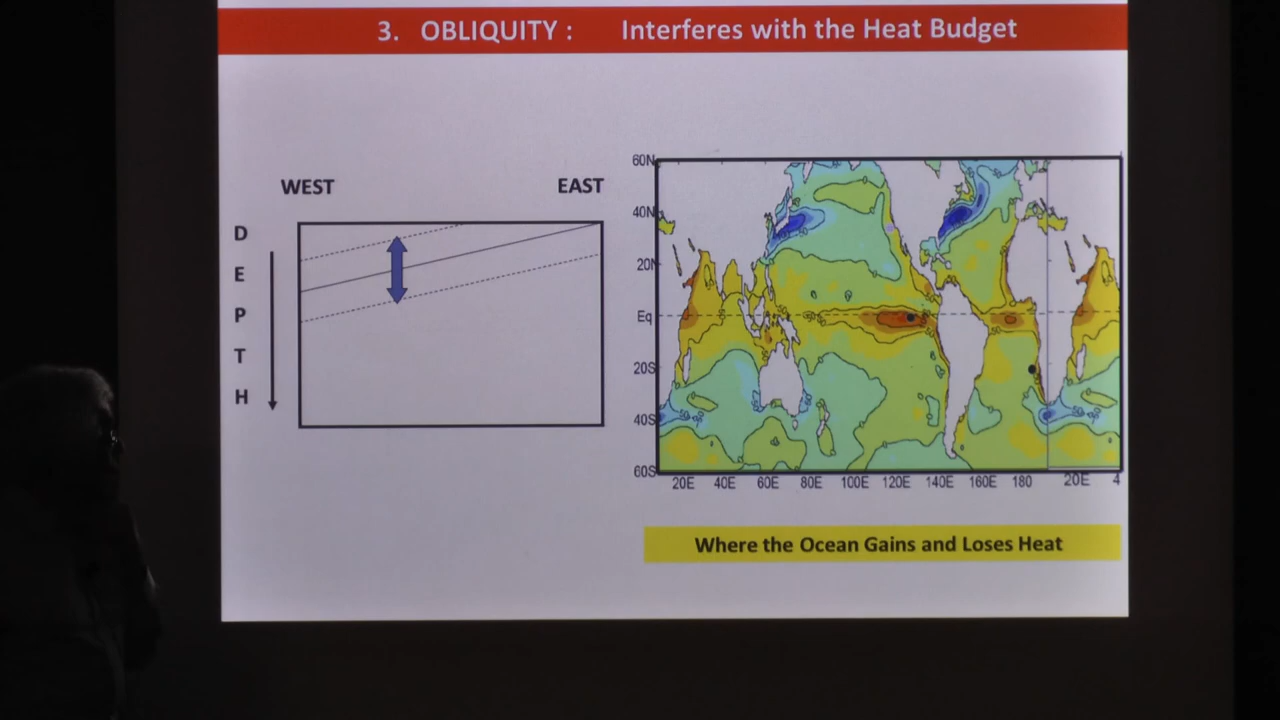 3. OBLIQUITY : Interferes with the Heat Budget
WEST EAST
D
E
P
T
H
60N
40N
20N
Eq
20S
40S
60S
20E 40E 60E 80E 100E 120E 140E 160E 180 20E 4
Where the Ocean Gains and Loses Heat